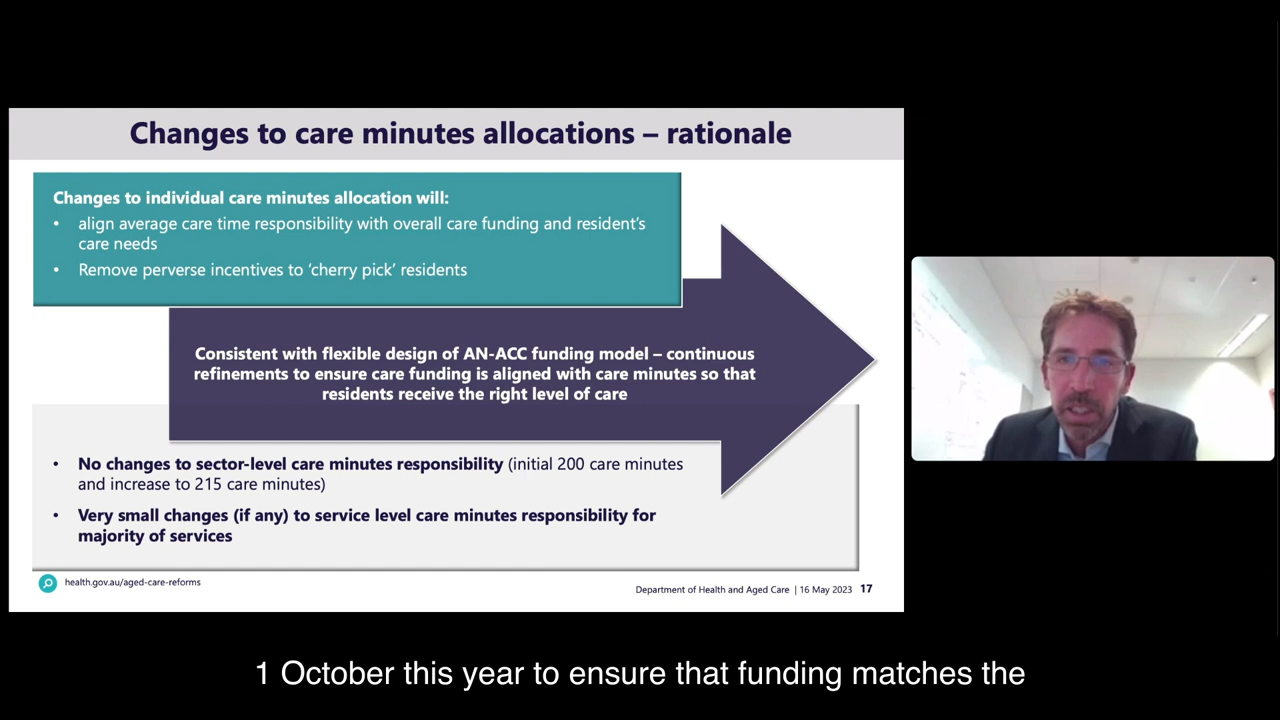 Changes to care minutes allocations – rationale
Changes to individual care minutes allocation will:
• align average care time responsibility with overall care funding and resident's
care needs
• Remove perverse incentives to 'cherry pick' residents
Consistent with flexible design of AN-ACC funding model – continuous
refinements to ensure care funding is aligned with care minutes so that
residents receive the right level of care
• No changes to sector-level care minutes responsibility (initial 200 care minutes
and increase to 215 care minutes)
• Very small changes (if any) to service level care minutes responsibility for
majority of services
health.gov.au/aged-care-reforms
Department of Health and Aged Care | 16 May 2023 17
1 October this year to ensure that funding matches the